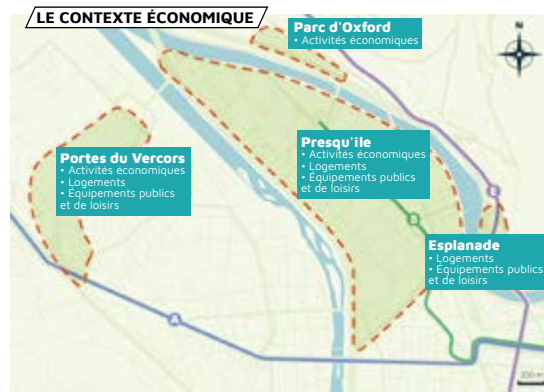 LE CONTEXTE ÉCONOMIQUE
Parc d'Oxford
• Activités économiques
N
Portes du Vercors
• Activités économiques
• Logements
• Équipements publics
et de loisirs
Presqu'île
• Activités économiques
• Logements
• Équipements publics
et de loisirs
E
B
Esplanade
• Logements
• Équipements publics
et de loisirs
A